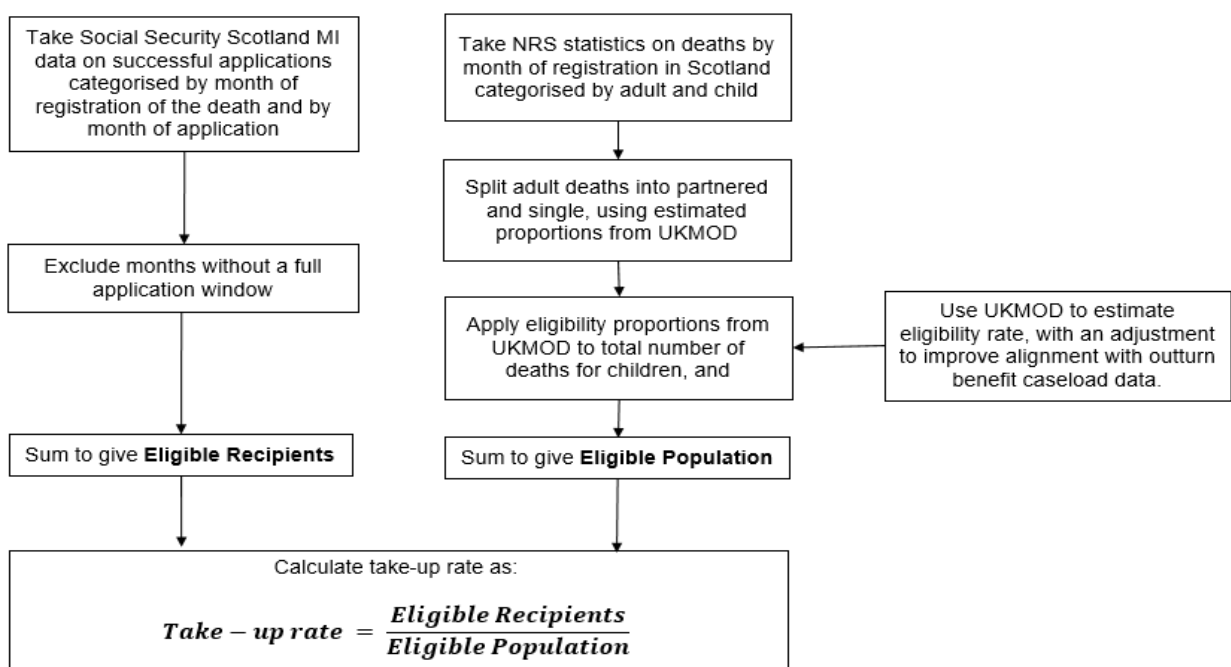 Take Social Security Scotland MI
data on successful applications
categorised by month of
registration of the death and by
month of application
Take NRS statistics on deaths by
month of registration in Scotland
categorised by adult and child
Split adult deaths into partnered
and single, using estimated
proportions from UKMOD
Exclude months without a full
application window
Apply eligibility proportions from
UKMOD to total number of
deaths for children, and
Use UKMOD to estimate
eligibility rate, with an adjustment
to improve alignment with outturn
benefit caseload data.
Sum to give Eligible Recipients
Sum to give Eligible Population
Calculate take-up rate as:
Take − up rate = Eligible Recipients
Eligible Population